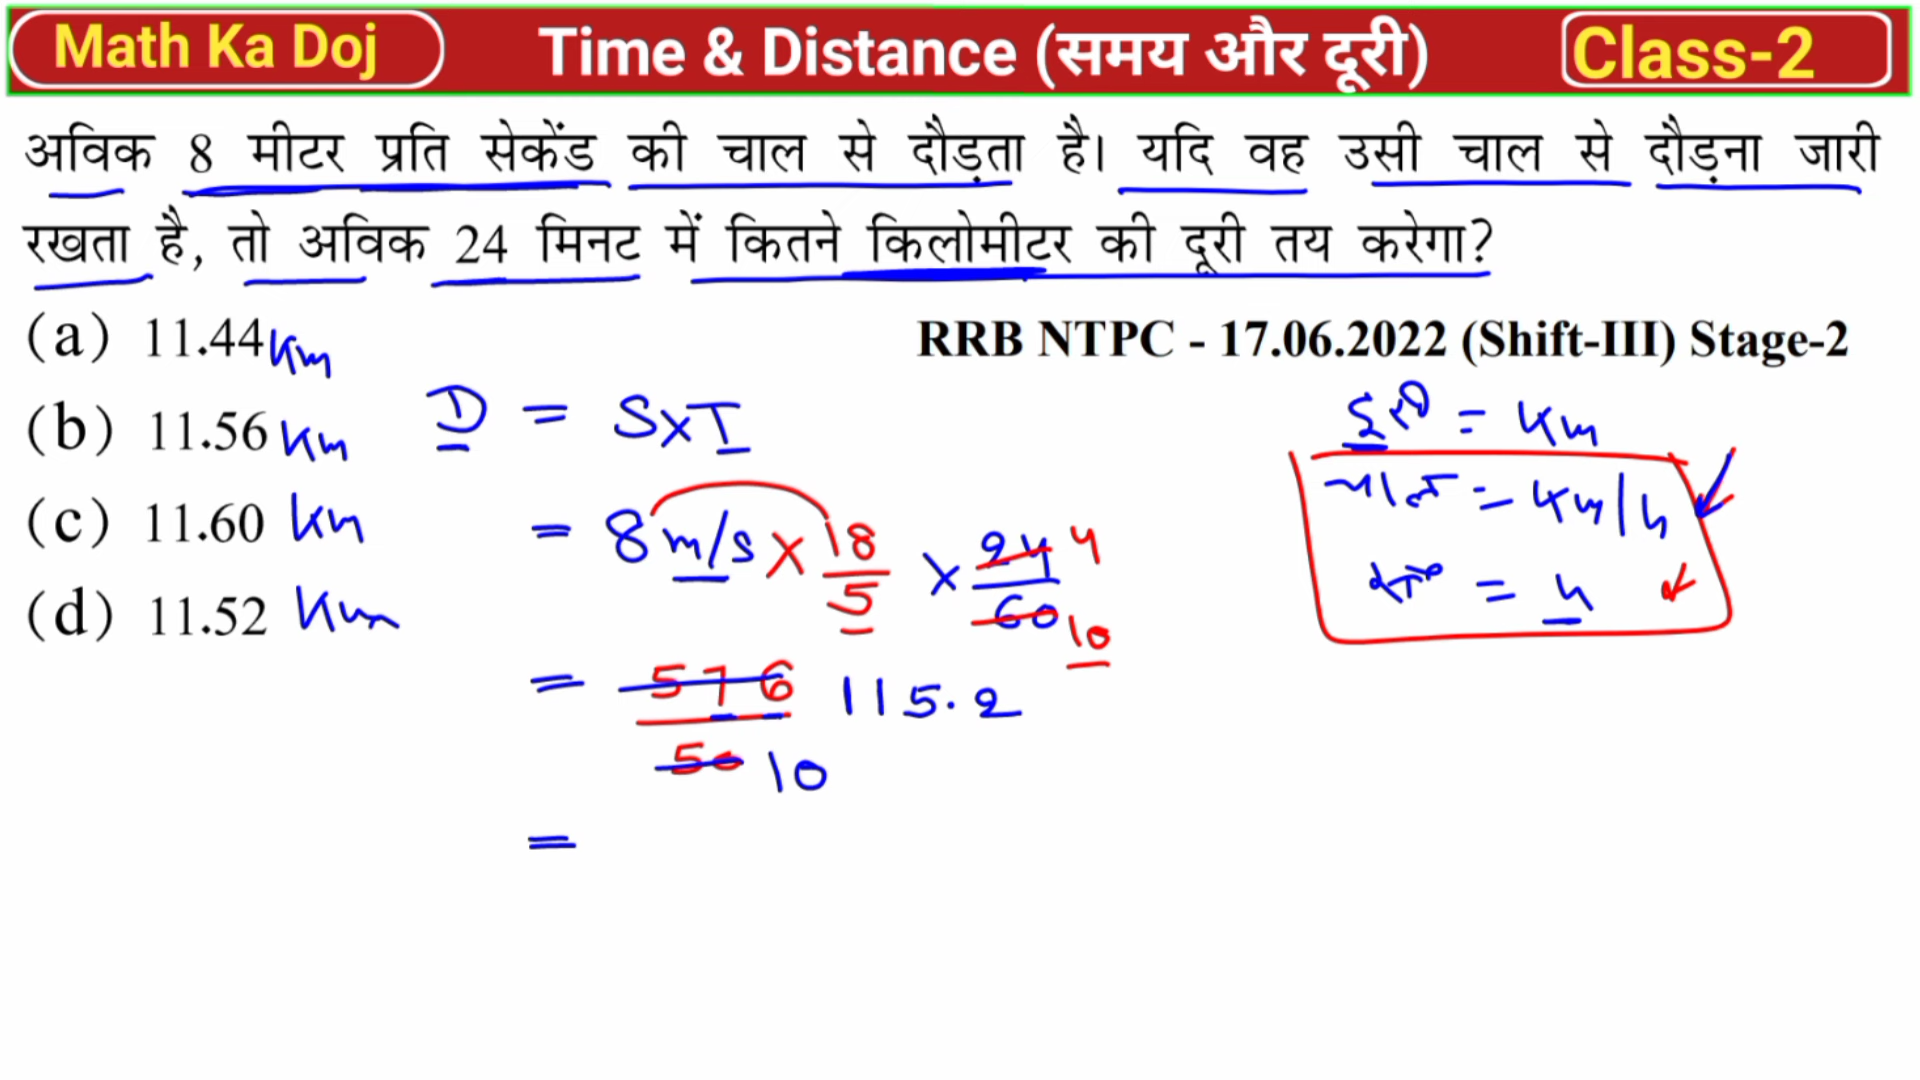 Math Ka Doj
Time & Distance (समय और दूरी)
Class-2
अविक 8 मीटर प्रति सेकेंड की चाल से दौड़ता है। यदि वह उसी चाल से दौड़ना जारी
रखता है, तो अविक 24 मिनट में कितने किलोमीटर की दूरी तय करेगा?
(a) 11.44 Km
RRB NTPC - 17.06.2022 (Shift-III) Stage-2
(b) 11.56 Km
(c) 11.60 Km
(d) 11.52 Km
D = S×T
= 8 m/s × 18/5 × 24/60 4 10
= 576/50 115.2 10
=
दूरी = Km
चाल = Km/h
= h